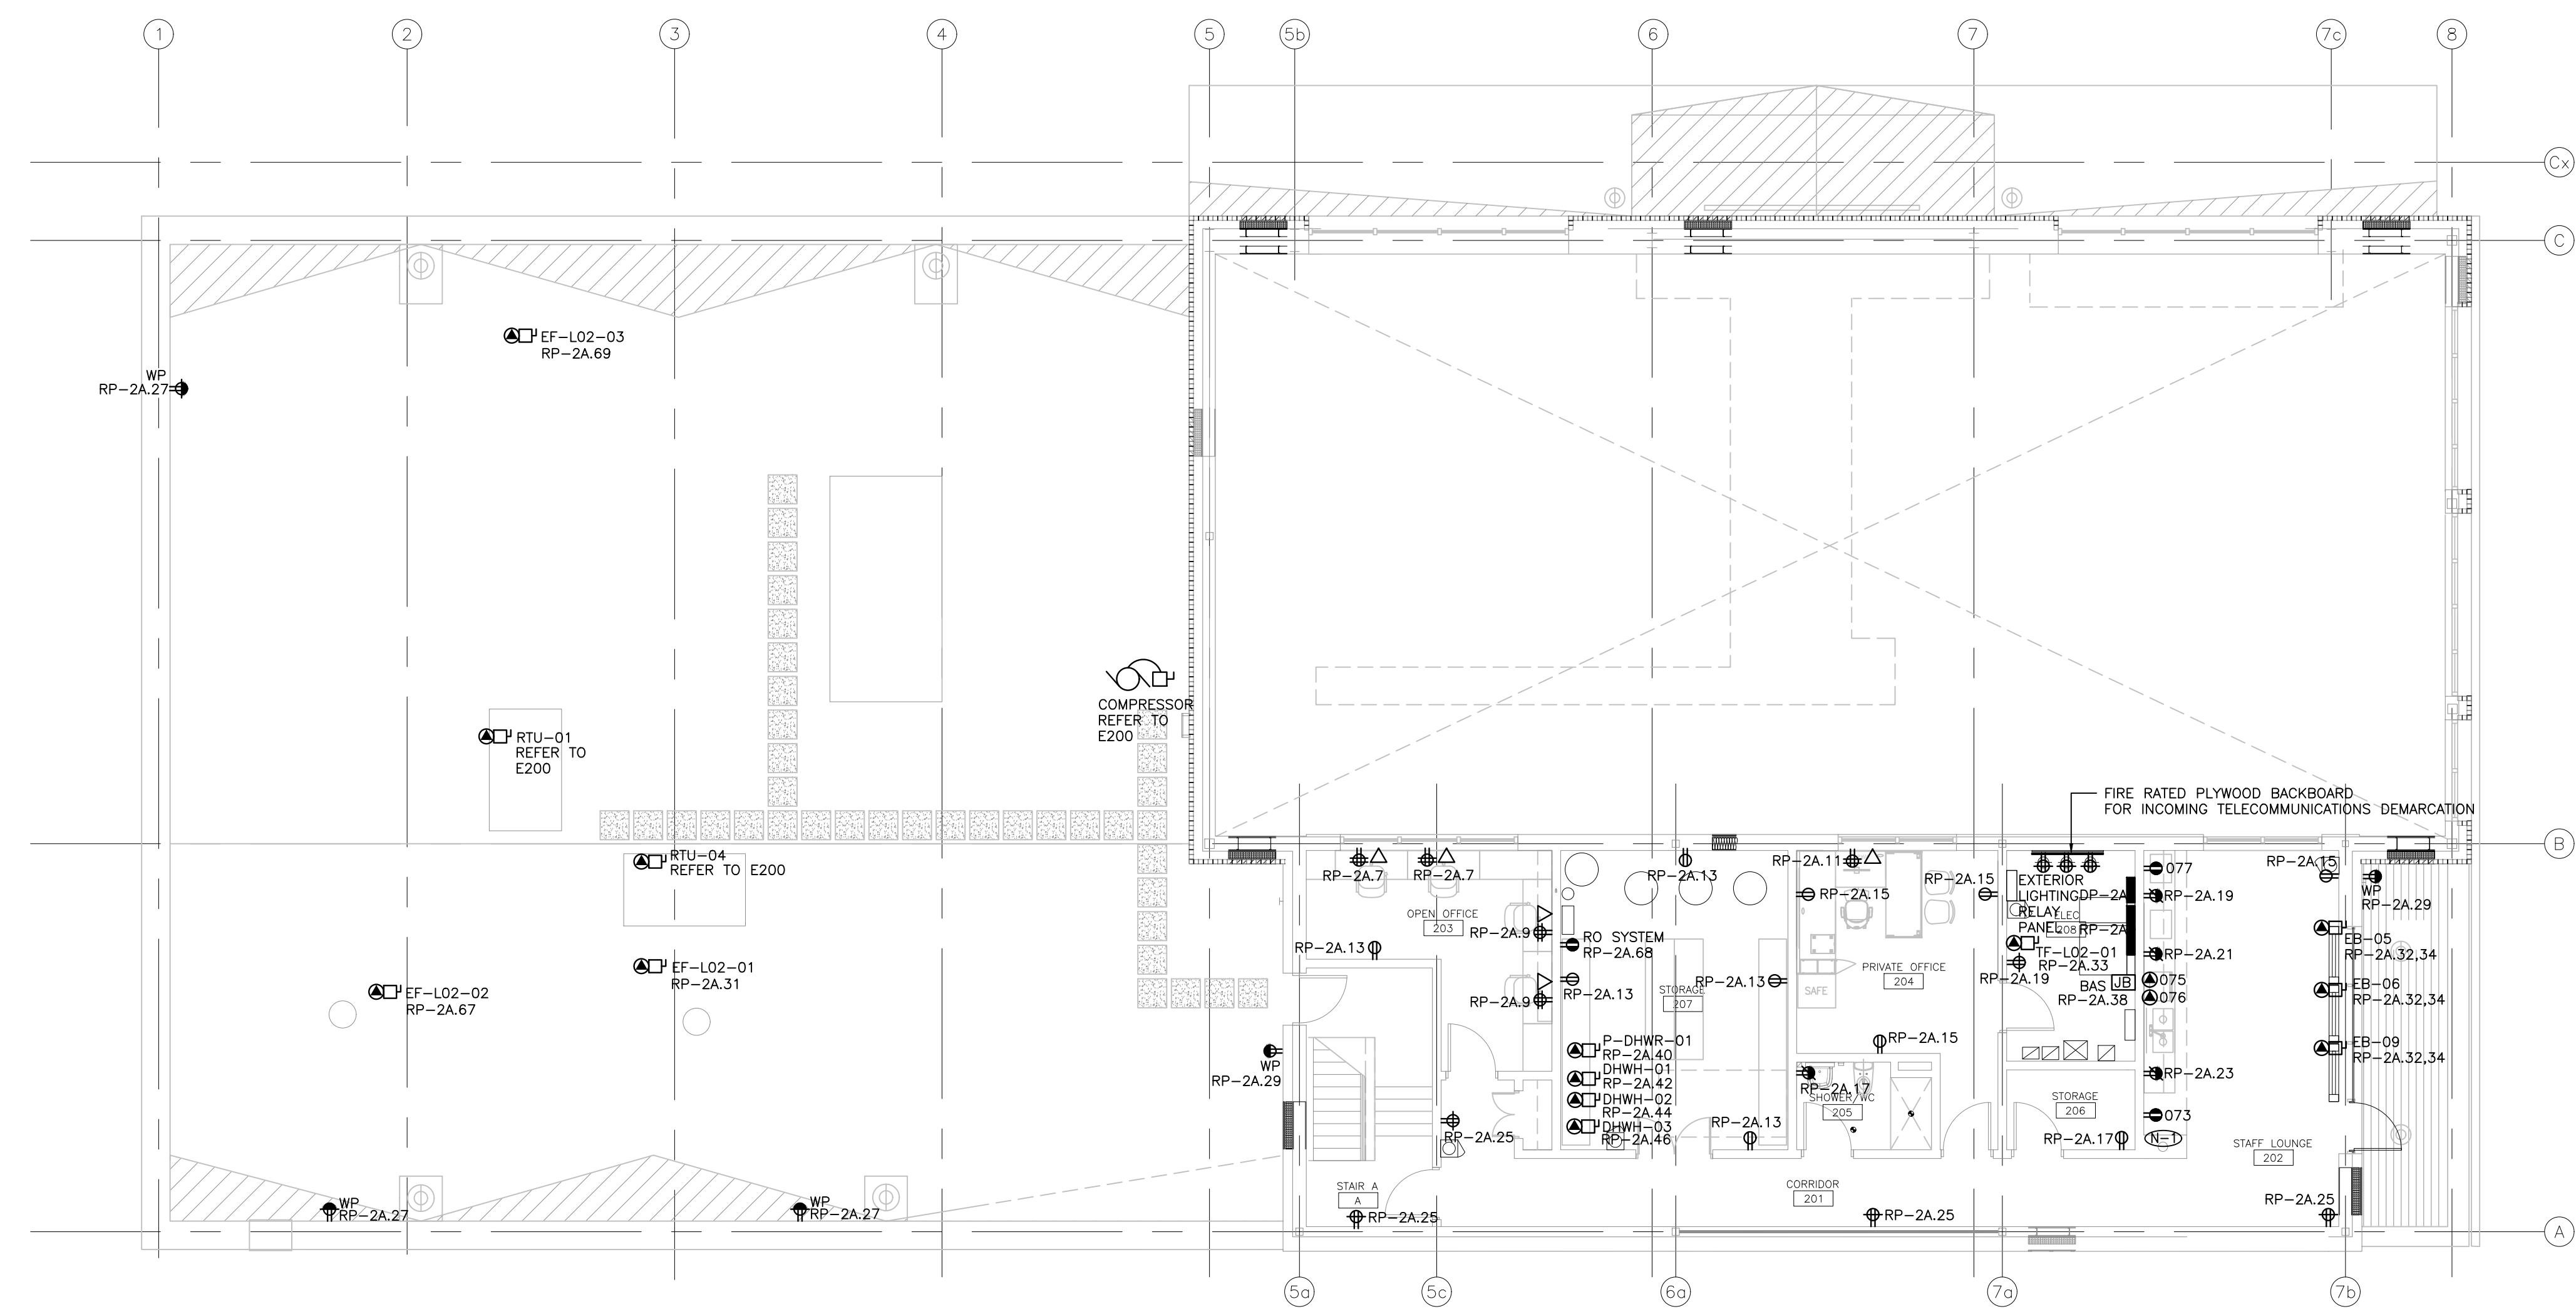 1
2
3
4
5
5b
6
7
7c
8
Cx
C
EF-L02-03
RP-2A.69
WP
RP-2A.27
COMPRESSOR
REFER TO
E200
RTU-01
REFER TO
E200
FIRE RATED PLYWOOD BACKBOARD
FOR INCOMING TELECOMMUNICATIONS DEMARCATION
B
RTU-04
REFER TO E200
RP-2A.7
RP-2A.7
RP-2A.13
RP-2A.11
RP-2A.15
RP-2A.15
RP-2A.15
077
WP
RP-2A.29
EXTERIOR
LIGHTING
RELAY
PANEL
DP-2A
RP-2A
ELEC
208
RP-2A.19
OPEN OFFICE
203
RP-2A.9
RP-2A.13
RO SYSTEM
RP-2A.68
EB-05
RP-2A.32,34
TF-L02-01
RP-2A.33
RP-2A.21
EF-L02-01
RP-2A.31
PRIVATE OFFICE
204
RP-2A.19
BAS
JB
RP-2A.38
075
076
EF-L02-02
RP-2A.67
RP-2A.9
RP-2A.13
STORAGE
207
RP-2A.13
SAFE
EB-06
RP-2A.32,34
WP
RP-2A.29
P-DHWR-01
RP-2A.40
DHWH-01
RP-2A.42
DHWH-02
RP-2A.44
DHWH-03
RP-2A.46
RP-2A.15
EB-09
RP-2A.32,34
RP-2A.17
SHOWER/WC
205
RP-2A.23
STORAGE
206
RP-2A.25
RP-2A.13
RP-2A.17
073
N-1
STAFF LOUNGE
202
STAIR A
A
CORRIDOR
201
WP
RP-2A.27
WP
RP-2A.27
RP-2A.25
RP-2A.25
RP-2A.25
A
5a
5c
6a
7a
7b